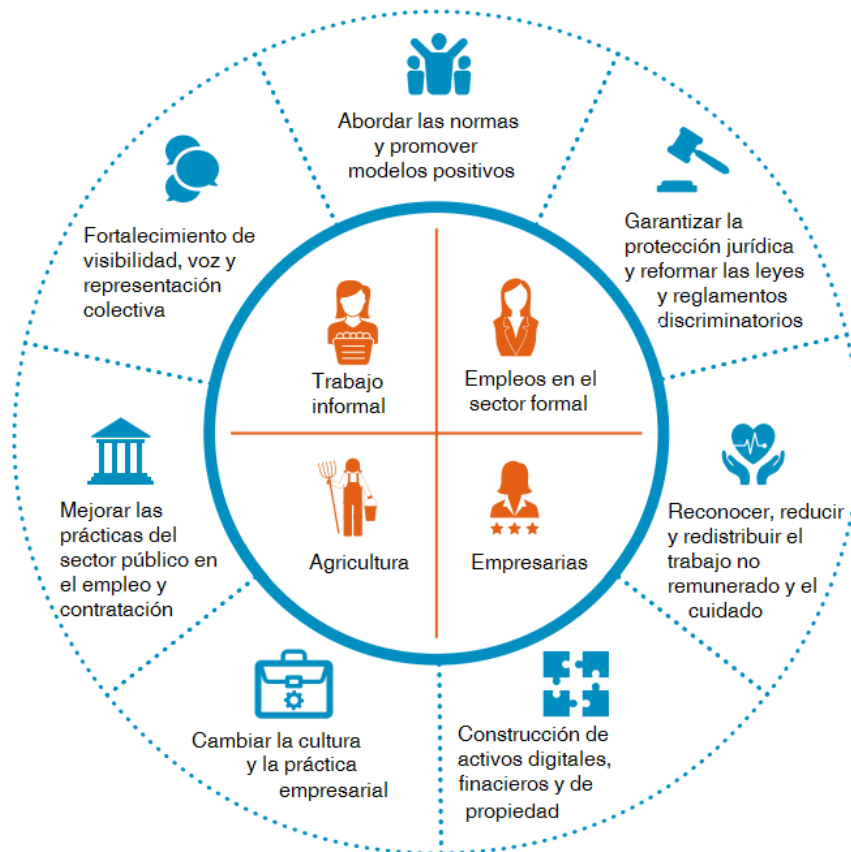 Abordar las normas
y promover
modelos positivos
Garantizar la
protección jurídica
y reformar las leyes
y reglamentos
discriminatorios
Reconocer, reducir
y redistribuir el
trabajo no
remunerado y el
cuidado
Construcción de
activos digitales,
finacieros y de
propiedad
Cambiar la cultura
y la práctica
empresarial
Mejorar las
prácticas del
sector público en
el empleo y
contratación
Fortalecimiento de
visibilidad, voz y
representación
colectiva
Trabajo
informal
Empleos en el
sector formal
Agricultura
Empresarias